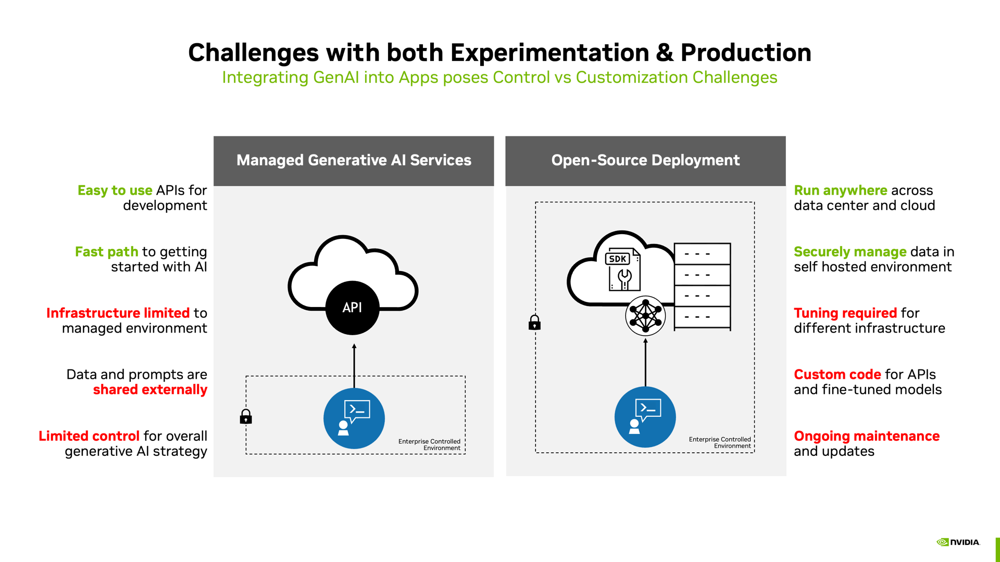 Challenges with both Experimentation & Production
Integrating GenAI into Apps poses Control vs Customization Challenges
Managed Generative AI Services
Easy to use APIs for
development
Fast path to getting
started with AI
Infrastructure limited to
managed environment
Data and prompts are
shared externally
Limited control for overall
generative AI strategy
API
>_
Enterprise Controlled
Environment
Open-Source Deployment
SDK
>_
Enterprise Controlled
Environment
Run anywhere across
data center and cloud
Securely manage data in
self hosted environment
Tuning required for
different infrastructure
Custom code for APIs
and fine-tuned models
Ongoing maintenance
and updates
NVIDIA